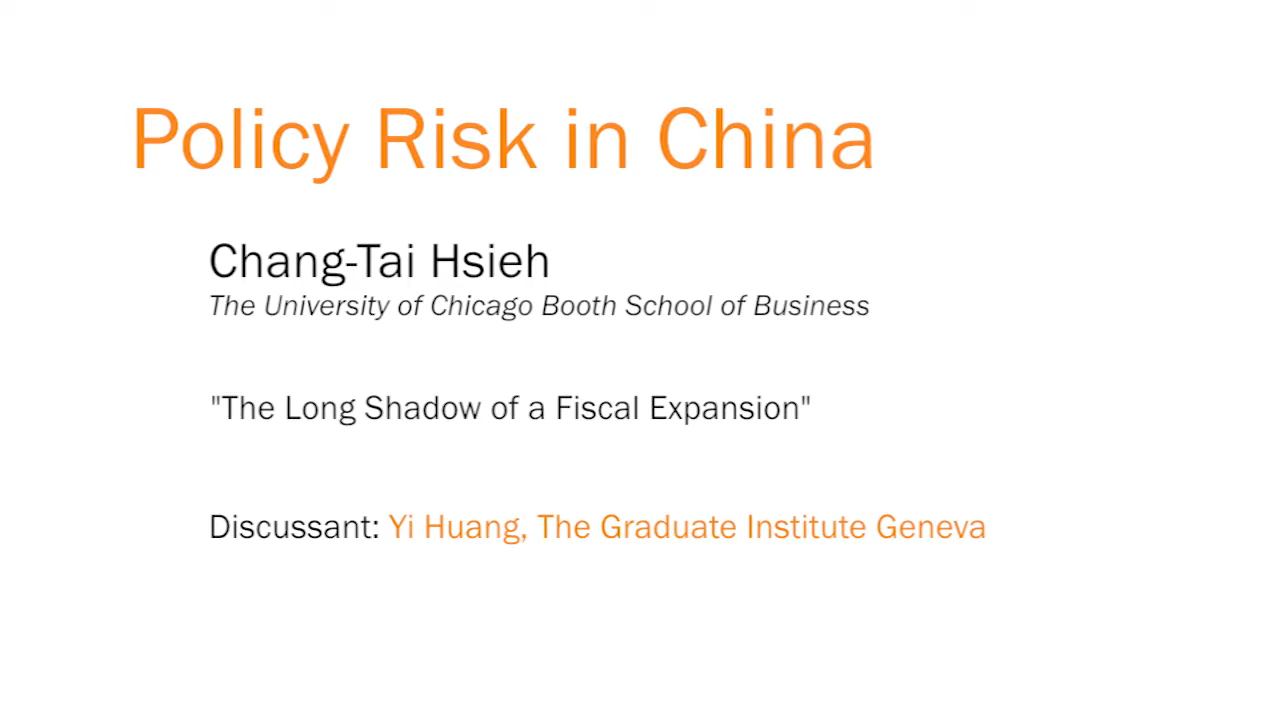 Policy Risk in China
Chang-Tai Hsieh
The University of Chicago Booth School of Business
"The Long Shadow of a Fiscal Expansion"
Discussant: Yi Huang, The Graduate Institute Geneva